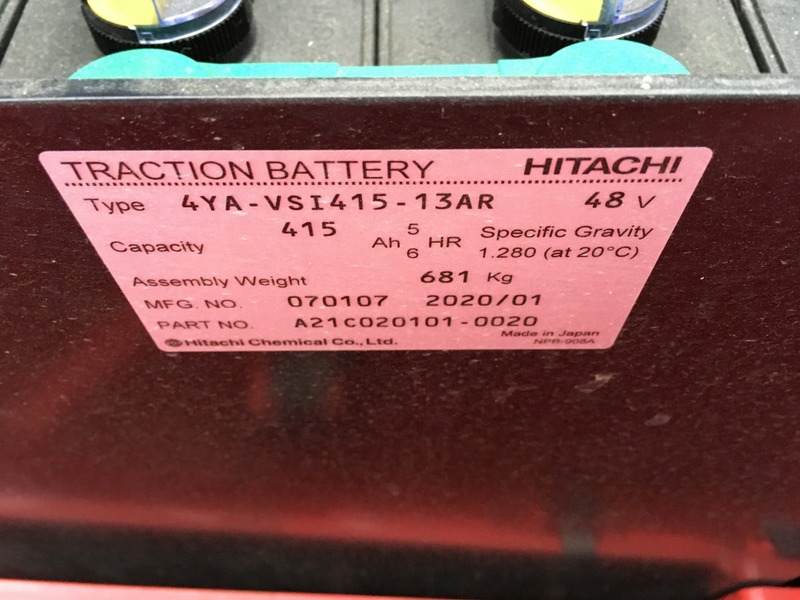 TRACTION BATTERY HITACHI
Type 4YA-VSI415-13AR 48 V
Capacity 415 Ah 5 6 HR Specific Gravity
1.280 (at 20°C)
Assembly Weight 681 Kg
MFG. NO. 070107 2020/01
PART NO. A21C020101-0020
Made in Japan
Hitachi Chemical Co., Ltd. NPR-908A